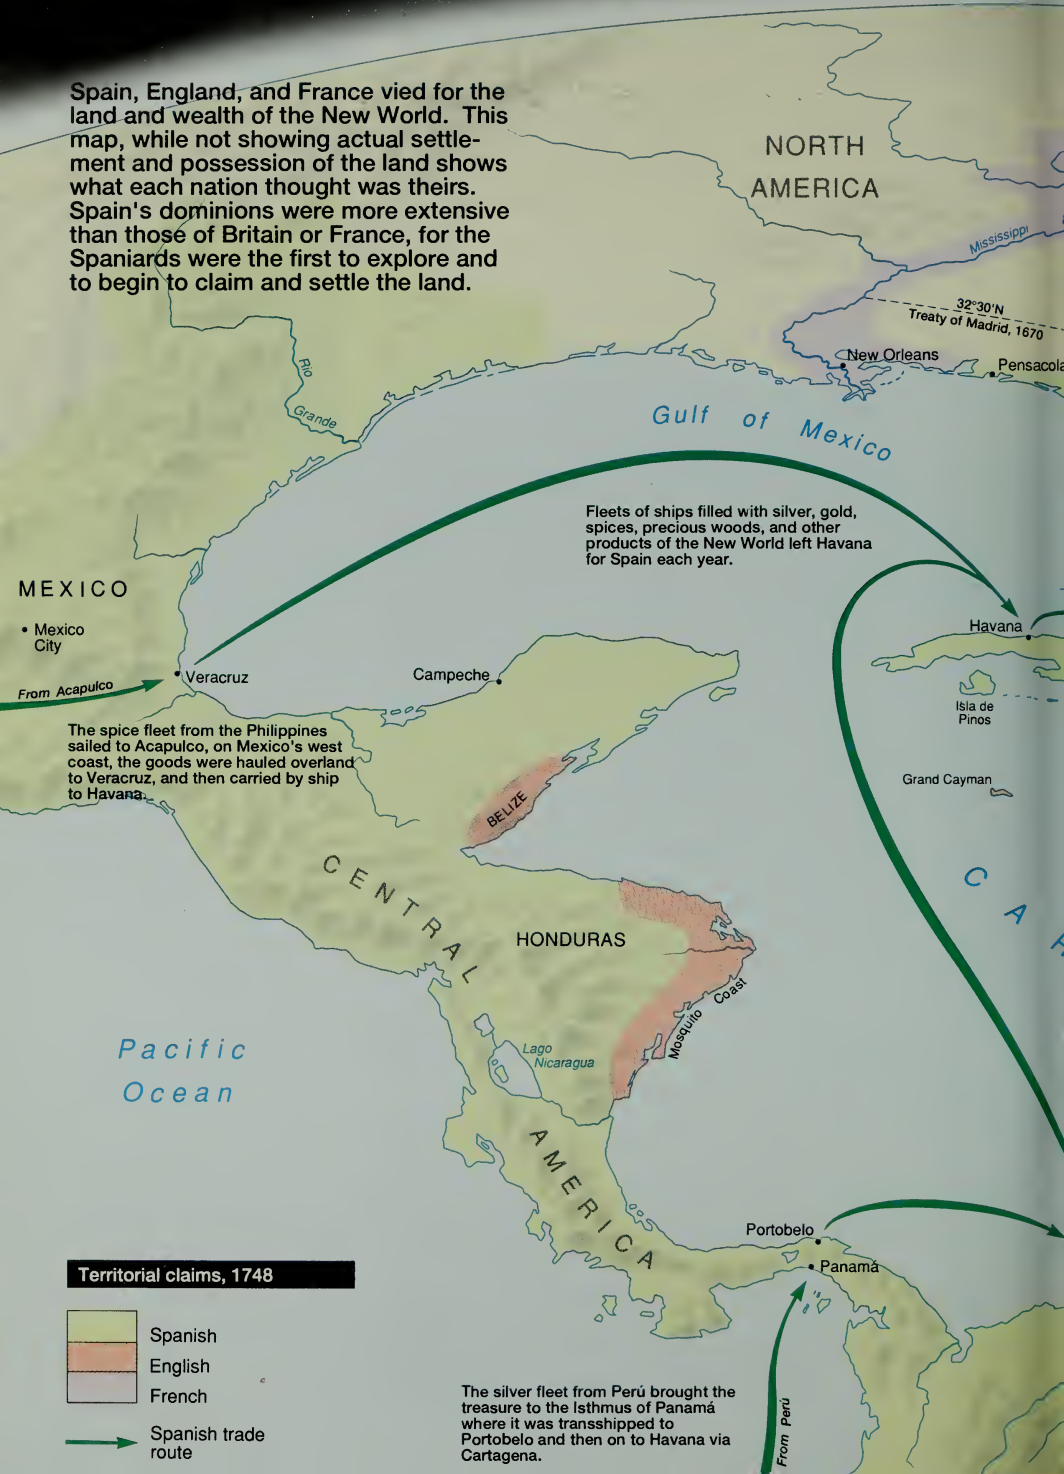 Spain, England, and France vied for the
land and wealth of the New World. This
map, while not showing actual settle-
ment and possession of the land shows
what each nation thought was theirs.
Spain's dominions were more extensive
than those of Britain or France, for the
Spaniards were the first to explore and
to begin to claim and settle the land.
NORTH
AMERICA
Mississippi
32°30'N
Treaty of Madrid, 1670
New Orleans
Pensacola
Rio
Grande
Gulf of Mexico
Fleets of ships filled with silver, gold,
spices, precious woods, and other
products of the New World left Havana
for Spain each year.
MEXICO
Mexico
City
Havana
Veracruz
Campeche
From Acapulco
Isla de
Pinos
The spice fleet from the Philippines
sailed to Acapulco, on Mexico's west
coast, the goods were hauled overland
to Veracruz, and then carried by ship
to Havana.
Grand Cayman
BELIZE
CENTRAL
C A
HONDURAS
Mosquito Coast
Pacific
Ocean
Lago
Nicaragua
AMERICA
Portobelo
Panamá
Territorial claims, 1748
Spanish
English
French
Spanish trade
route
The silver fleet from Perú brought the
treasure to the Isthmus of Panamá
where it was transshipped to
Portobelo and then on to Havana via
Cartagena.
From Perú